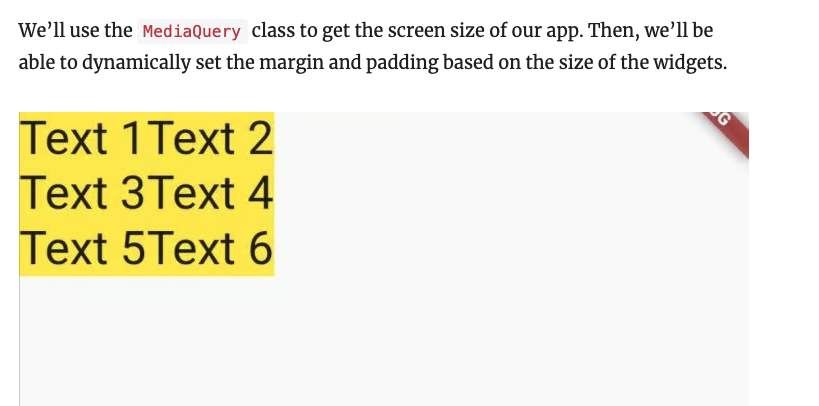 We’ll use the MediaQuery class to get the screen size of our app. Then, we’ll be
able to dynamically set the margin and padding based on the size of the widgets.
Text 1Text 2
Text 3Text 4
Text 5Text 6